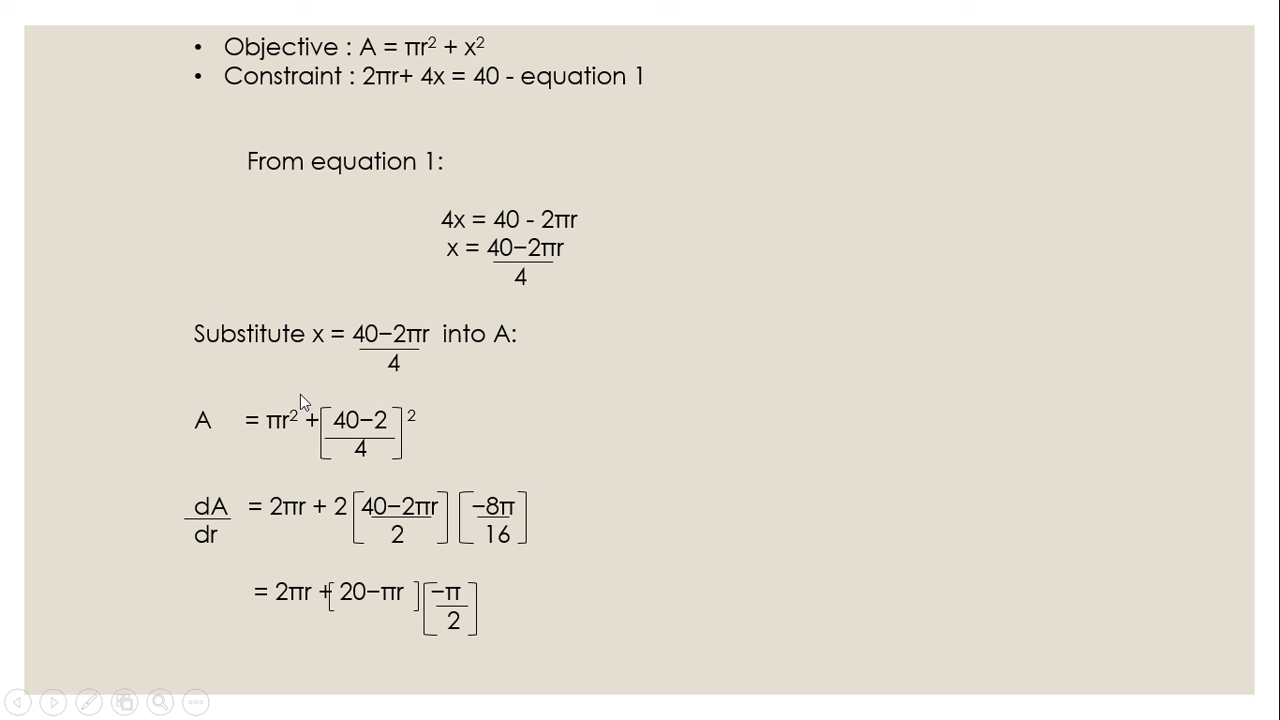 • Objective : A = πr² + x²
• Constraint : 2πr+ 4x = 40 - equation 1
From equation 1:
4x = 40 - 2πr
x = 40−2πr
4
Substitute x = 40−2πr into A:
4
A = πr² + [ 40−2 ] ²
4
dA = 2πr + 2 [ 40−2πr ] [ −8π ]
dr 2 16
= 2πr + [ 20−πr ] [ −π ]
2